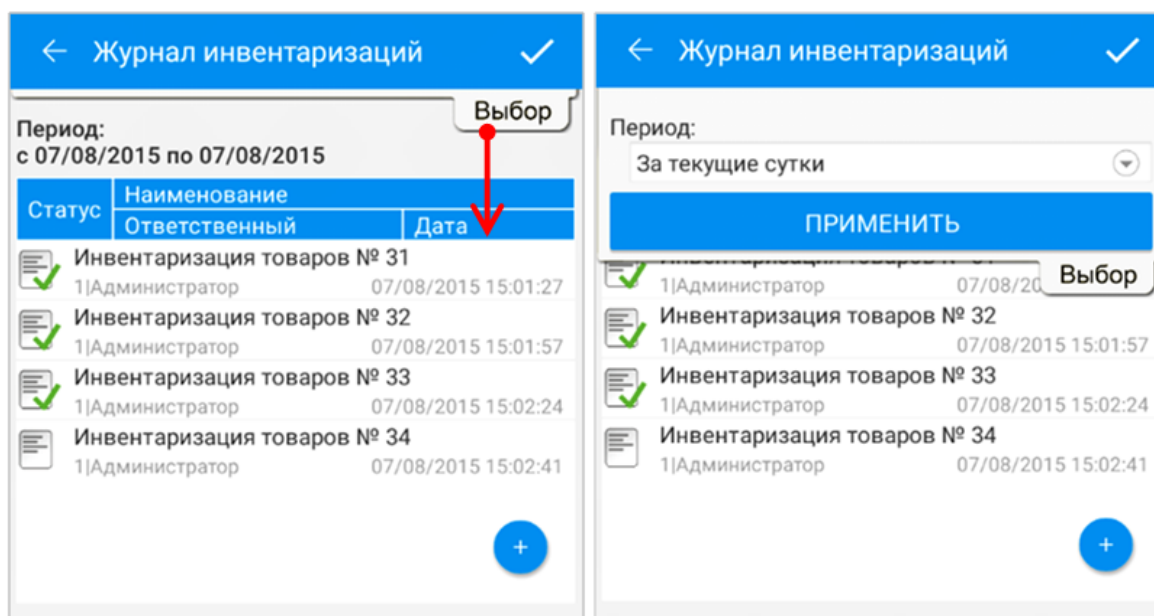 Журнал инвентаризаций
Выбор
Период:
с 07/08/2015 по 07/08/2015
Статус
Наименование
Ответственный
Дата
Инвентаризация товаров № 31
1|Администратор 07/08/2015 15:01:27
Инвентаризация товаров № 32
1|Администратор 07/08/2015 15:01:57
Инвентаризация товаров № 33
1|Администратор 07/08/2015 15:02:24
Инвентаризация товаров № 34
1|Администратор 07/08/2015 15:02:41
+
Журнал инвентаризаций
Период:
За текущие сутки
ПРИМЕНИТЬ
Выбор
1|Администратор 07/08/20
Инвентаризация товаров № 32
1|Администратор 07/08/2015 15:01:57
Инвентаризация товаров № 33
1|Администратор 07/08/2015 15:02:24
Инвентаризация товаров № 34
1|Администратор 07/08/2015 15:02:41
+